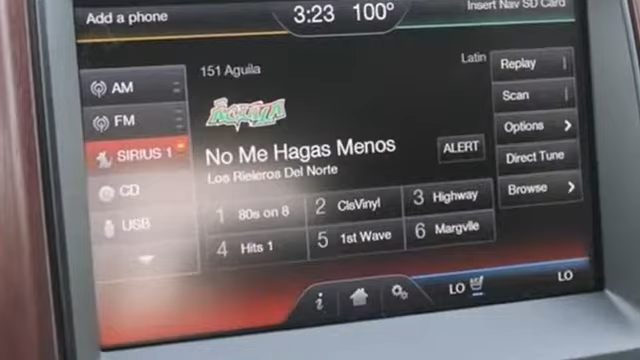 Add a phone
3:23 100°
Insert Nav SD Card
151 Aguila
Latin
AGUILA
No Me Hagas Menos
Los Rieleros Del Norte
ALERT
AM
FM
SIRIUS 1
CD
USB
1 80s on 8
2 ClsVinyl
3 Highway
4 Hits 1
5 1st Wave
6 Margvlle
Replay
Scan
Options
Direct Tune
Browse
i
LO
LO